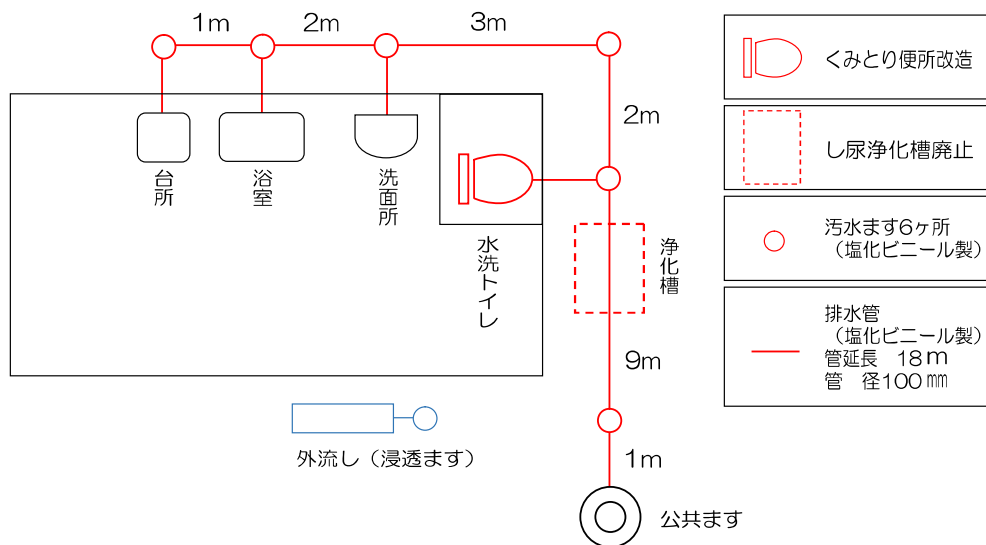 1m
2m
3m
2m
台所
浴室
洗面所
水洗トイレ
浄化槽
9m
1m
外流し（浸透ます）
公共ます
くみとり便所改造
し尿浄化槽廃止
汚水ます6ヶ所
（塩化ビニール製）
排水管
（塩化ビニール製）
管延長　18m
管　径100㎜